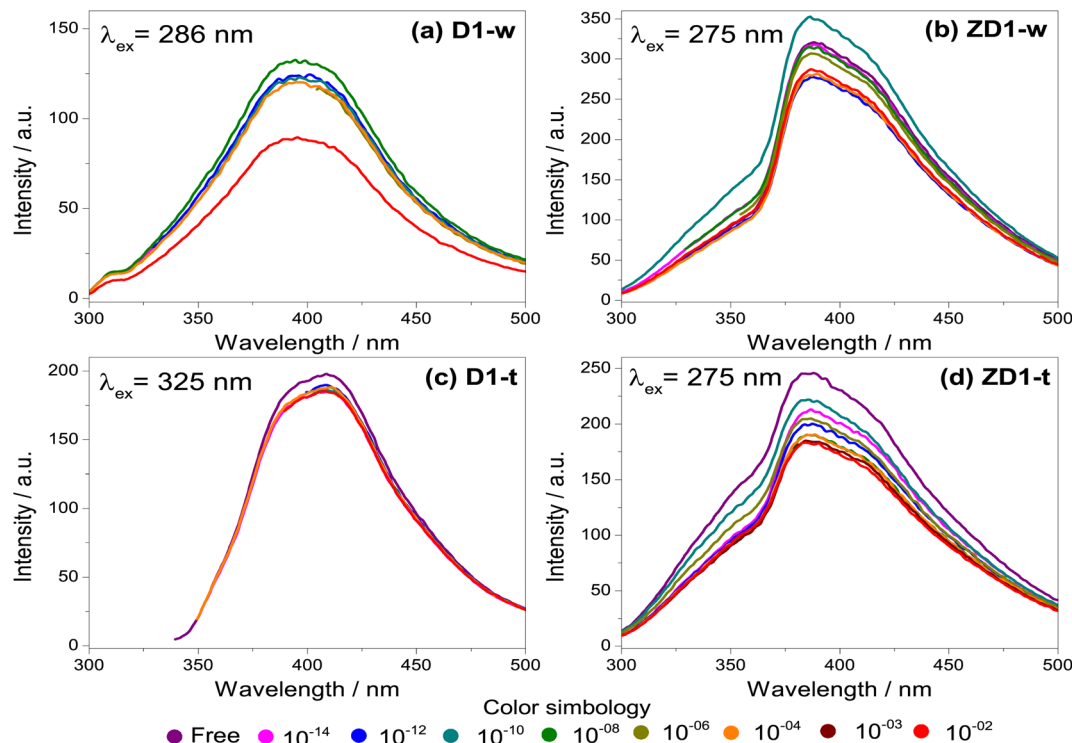 λex= 286 nm (a) D1-w
150
100
50
0
300 350 400 450 500
Wavelength / nm
Intensity / a.u.
λex= 275 nm (b) ZD1-w
350
300
250
200
150
100
50
0
300 350 400 450 500
Wavelength / nm
Intensity / a.u.
λex = 325 nm (c) D1-t
200
150
100
50
0
300 350 400 450 500
Wavelength / nm
Intensity / a.u.
λex = 275 nm (d) ZD1-t
250
200
150
100
50
0
300 350 400 450 500
Wavelength / nm
Intensity / a.u.
Color simbology
Free 10⁻¹⁴ 10⁻¹² 10⁻¹⁰ 10⁻⁰⁸ 10⁻⁰⁶ 10⁻⁰⁴ 10⁻⁰³ 10⁻⁰²